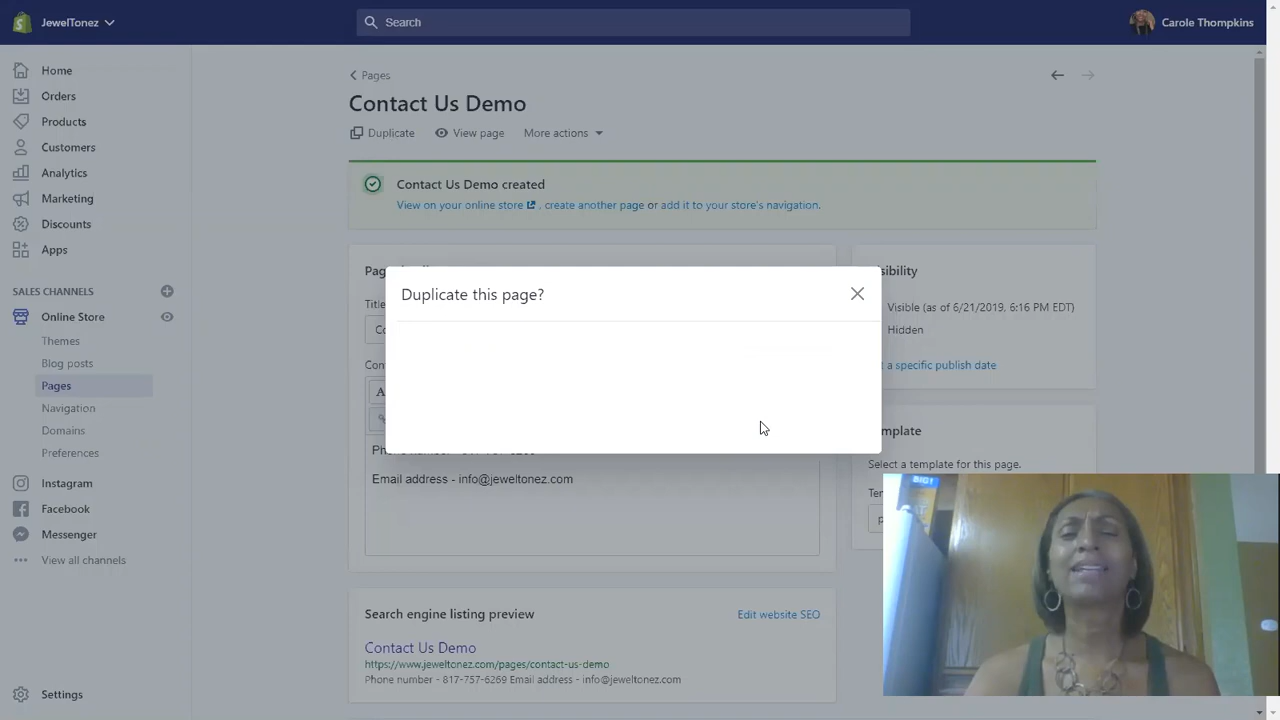 JewelTonez
Search
Carole Thompkins
Home
Orders
Products
Customers
Analytics
Marketing
Discounts
Apps
SALES CHANNELS
Online Store
Themes
Blog posts
Pages
Navigation
Domains
Preferences
Instagram
Facebook
Messenger
View all channels
Settings
Pages
Contact Us Demo
Duplicate View page More actions
Contact Us Demo created
View on your online store , create another page or add it to your store's navigation.
Duplicate this page?
Visible (as of 6/21/2019, 6:16 PM EDT)
Hidden
a specific publish date
Select a template for this page.
Email address - info@jeweltonez.com
Search engine listing preview
Edit website SEO
Contact Us Demo
https://www.jeweltonez.com/pages/contact-us-demo
Phone number - 817-757-6269 Email address - info@jeweltonez.com
BIG!